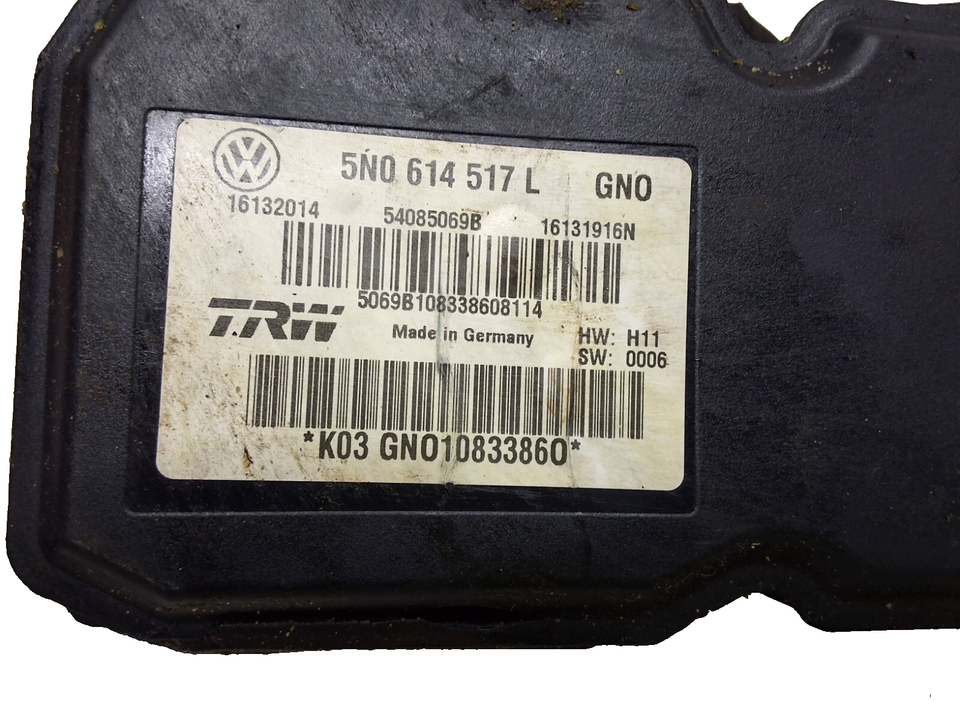 5N0 614 517 L GNO
16132014 54085069B 16131916N
5069B108338608114
TRW
Made in Germany
HW: H11
SW: 0006
*K03 GNO10833860*